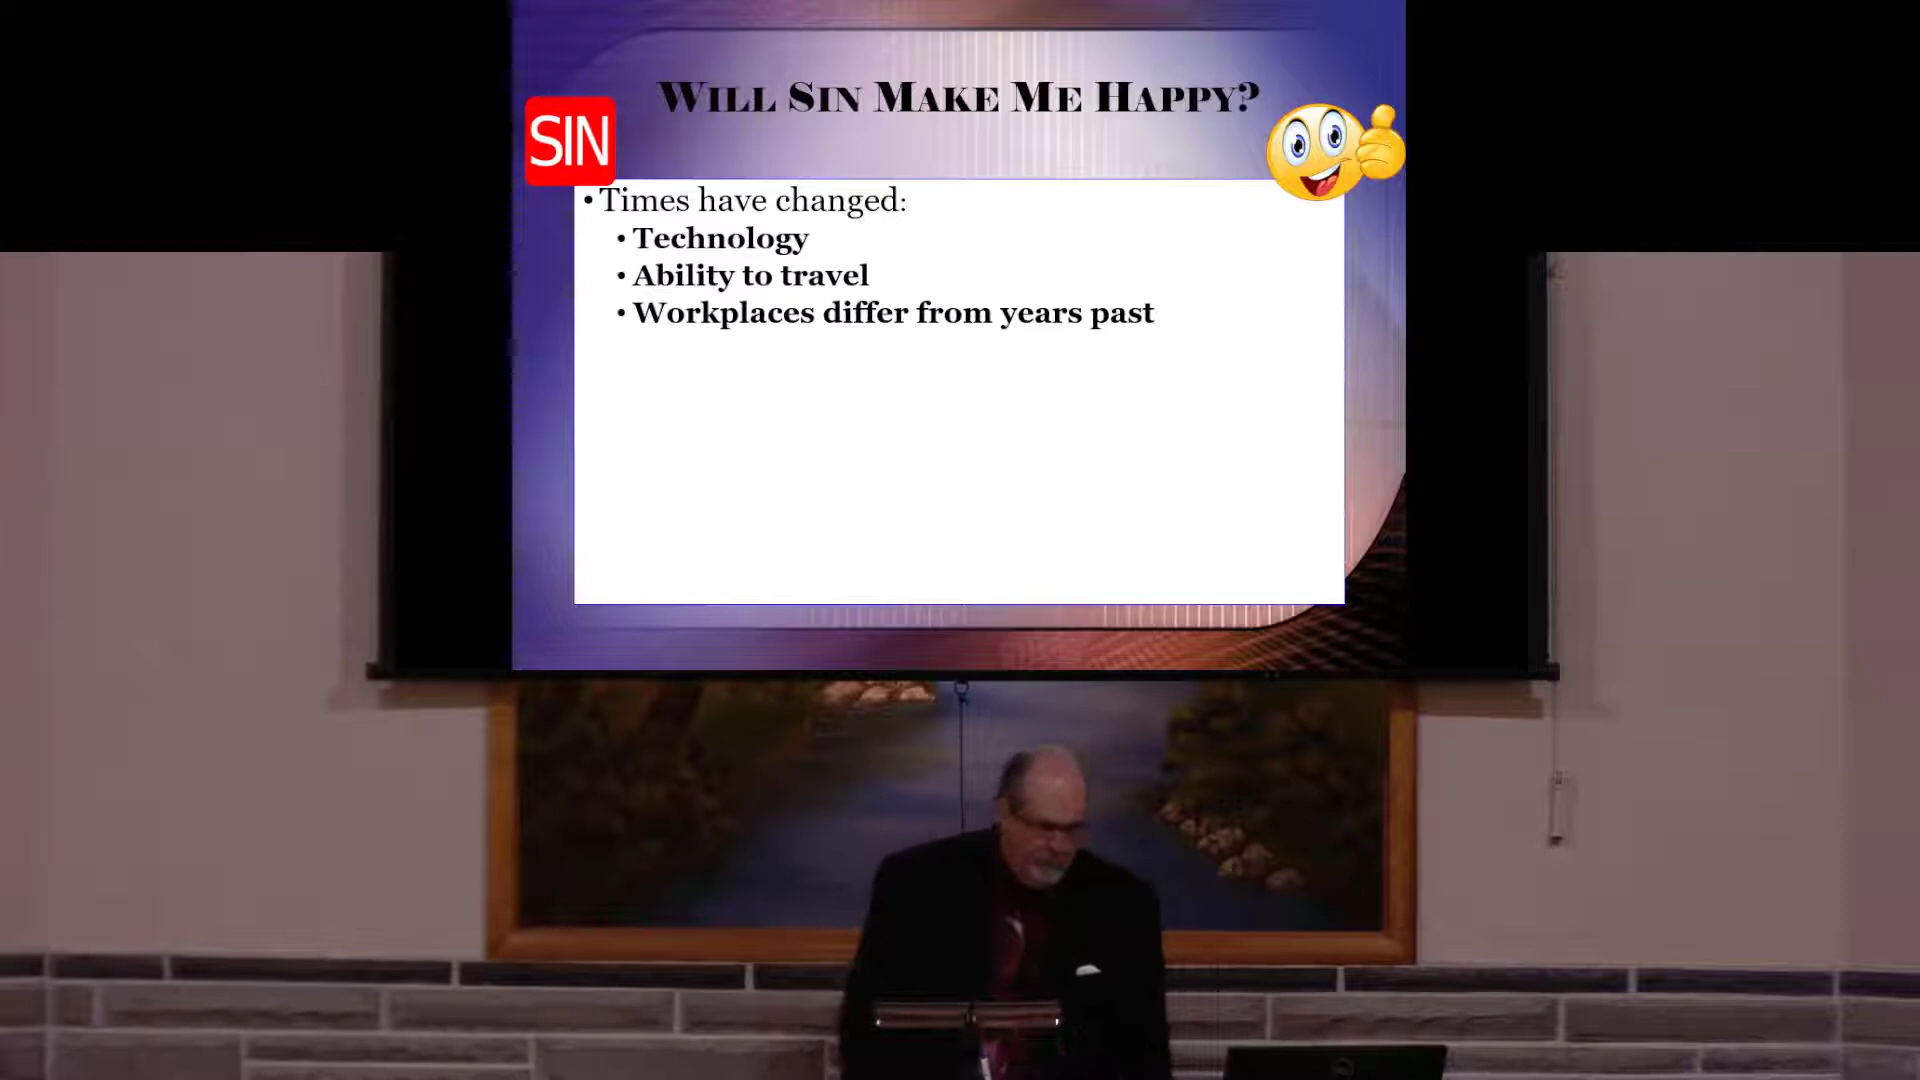 WILL SIN MAKE ME HAPPY?
SIN
• Times have changed:
• Technology
• Ability to travel
• Workplaces differ from years past